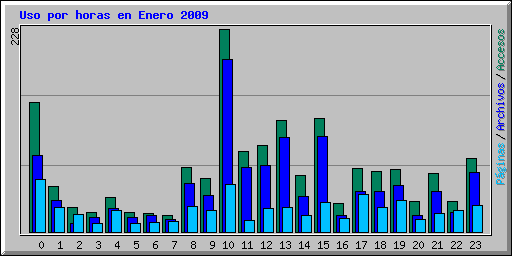 Uso por horas en Enero 2009
228
Páginas / Archivos / Accesos
0 1 2 3 4 5 6 7 8 9 10 11 12 13 14 15 16 17 18 19 20 21 22 23